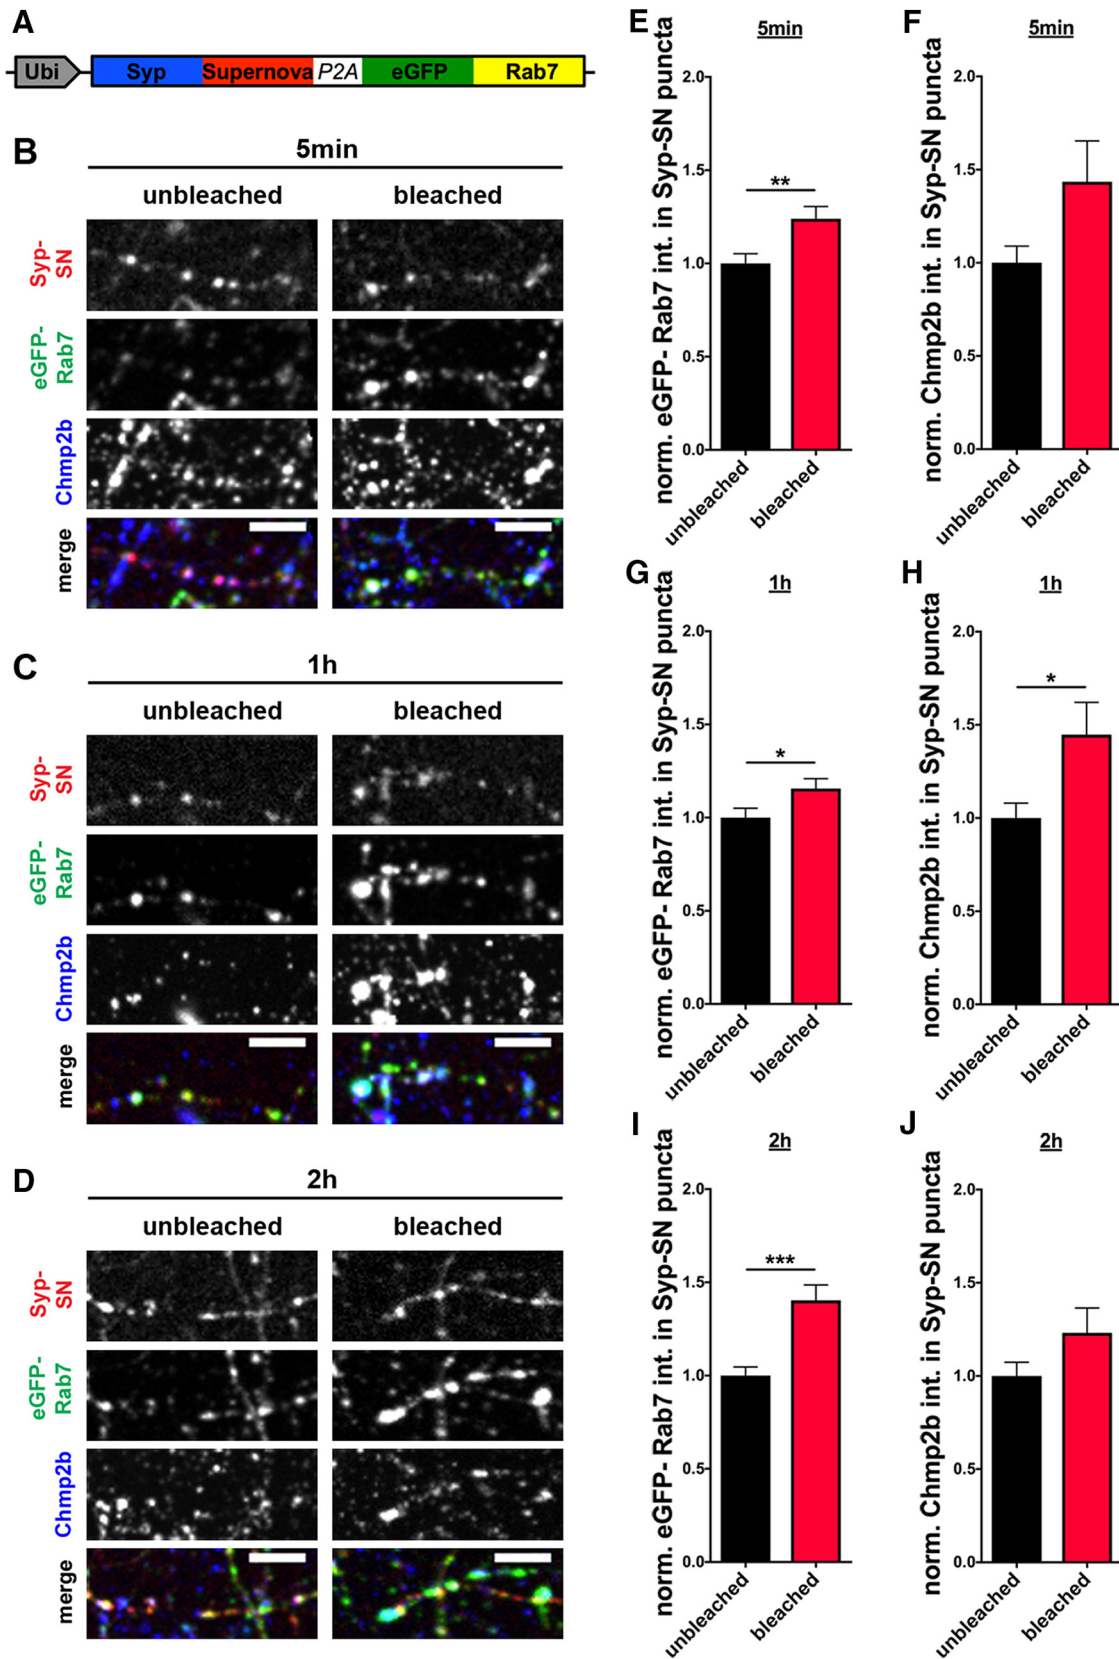 A
Ubi Syp Supernova P2A eGFP Rab7
B
5min
unbleached bleached
Syp-
SN
eGFP-
Rab7
Chmp2b
merge
C
1h
unbleached bleached
Syp-
SN
eGFP-
Rab7
Chmp2b
merge
D
2h
unbleached bleached
Syp-
SN
eGFP-
Rab7
Chmp2b
merge
E
5min
norm. eGFP- Rab7 int. in Syp-SN puncta
2.0
1.5
1.0
0.5
0.0
**
unbleached
bleached
F
5min
norm. Chmp2b int. in Syp-SN puncta
2.0
1.5
1.0
0.5
0.0
unbleached
bleached
G
1h
norm. eGFP- Rab7 int. in Syp-SN puncta
2.0
1.5
1.0
0.5
0.0
*
unbleached
bleached
H
1h
norm. Chmp2b int. in Syp-SN puncta
2.0
1.5
1.0
0.5
0.0
*
unbleached
bleached
I
2h
norm. eGFP- Rab7 int. in Syp-SN puncta
2.0
1.5
1.0
0.5
0.0
***
unbleached
bleached
J
2h
norm. Chmp2b int. in Syp-SN puncta
2.0
1.5
1.0
0.5
0.0
unbleached
bleached